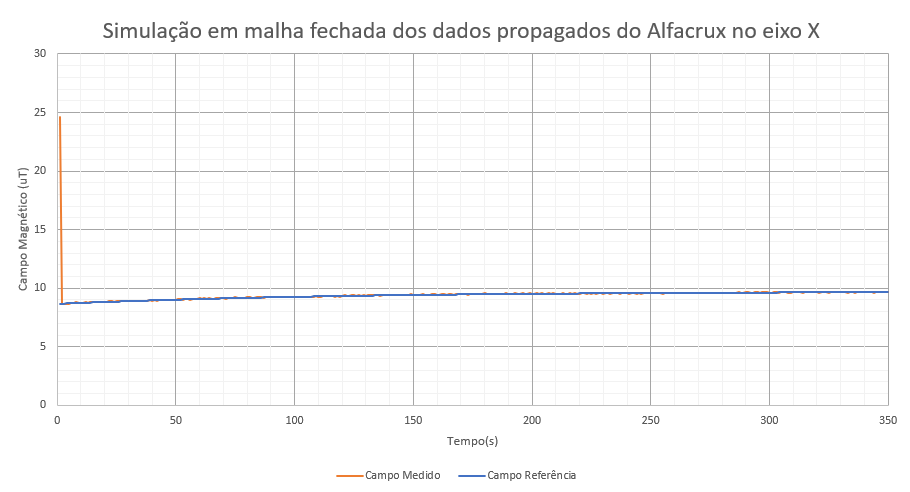 Simulação em malha fechada dos dados propagados do Alfacrux no eixo X
30
25
20
15
10
5
0
Campo Magnético (uT)
0 50 100 150 200 250 300 350
Tempo(s)
Campo Medido Campo Referência